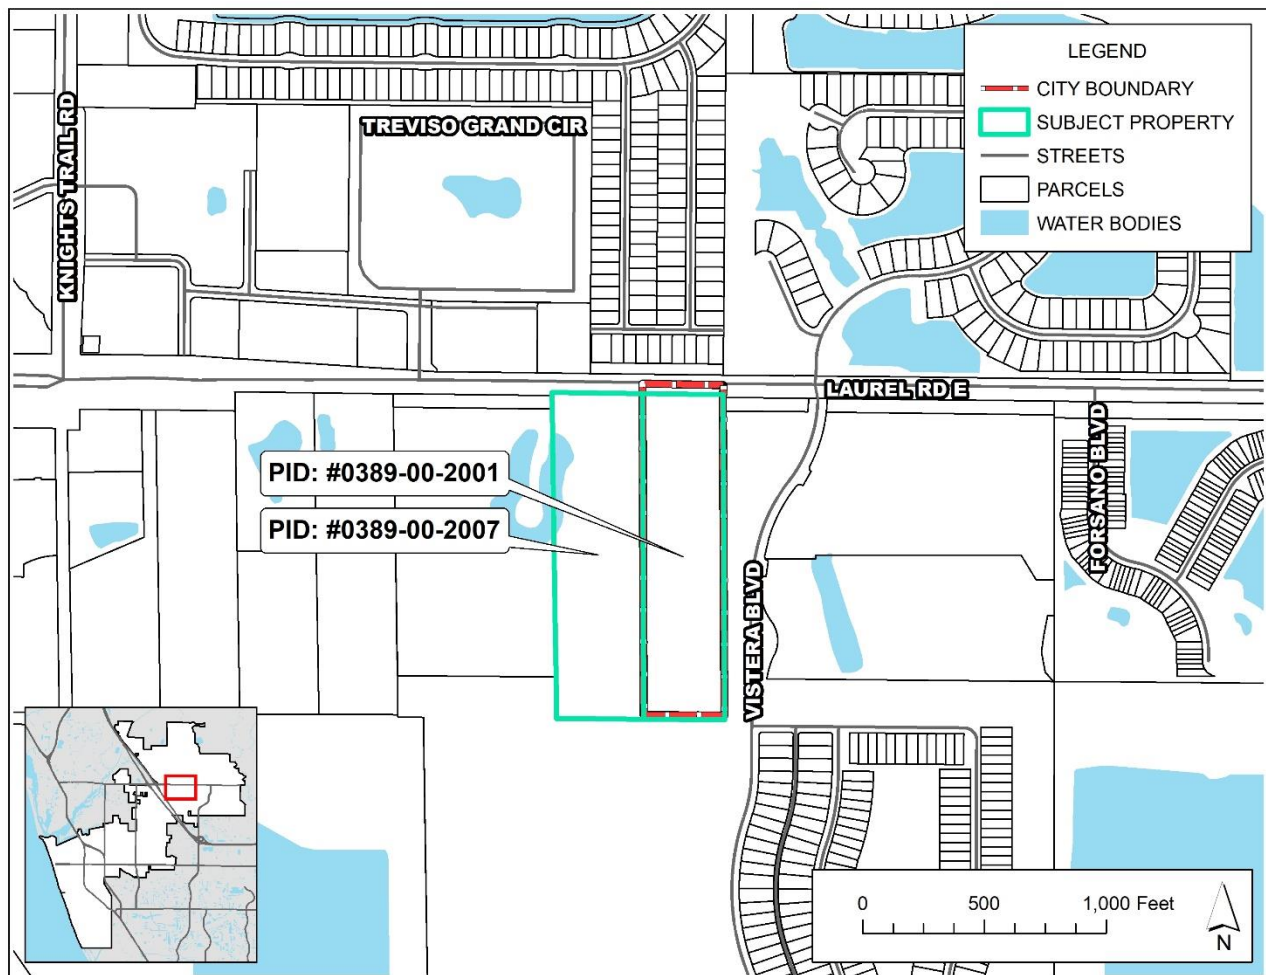 LEGEND
CITY BOUNDARY
SUBJECT PROPERTY
STREETS
PARCELS
WATER BODIES
TREVISO GRAND CIR
KNIGHTS TRAIL RD
LAUREL RD E
FORSANO BLVD
PID: #0389-00-2001
PID: #0389-00-2007
VISTERA BLVD
0 500 1,000 Feet
N